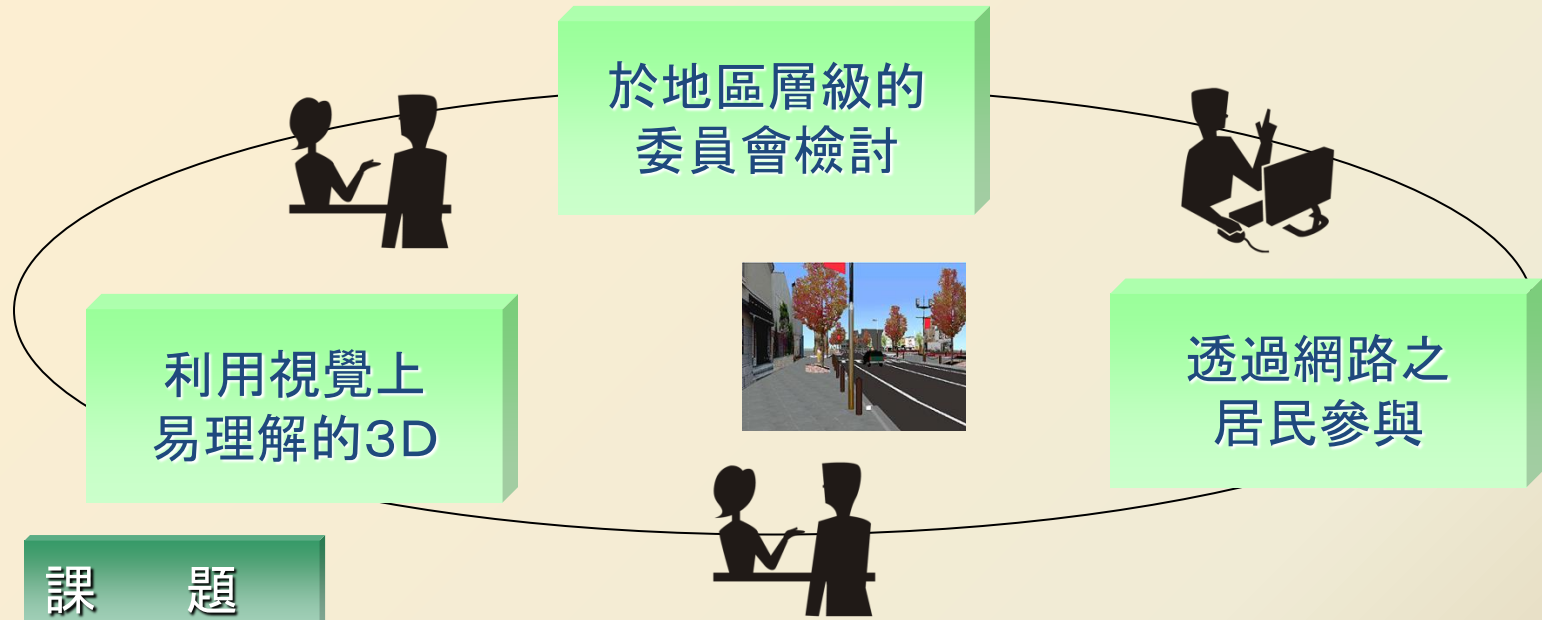 於地區層級的
委員會檢討
利用視覺上
易理解的3D
透過網路之
居民參與
課 題